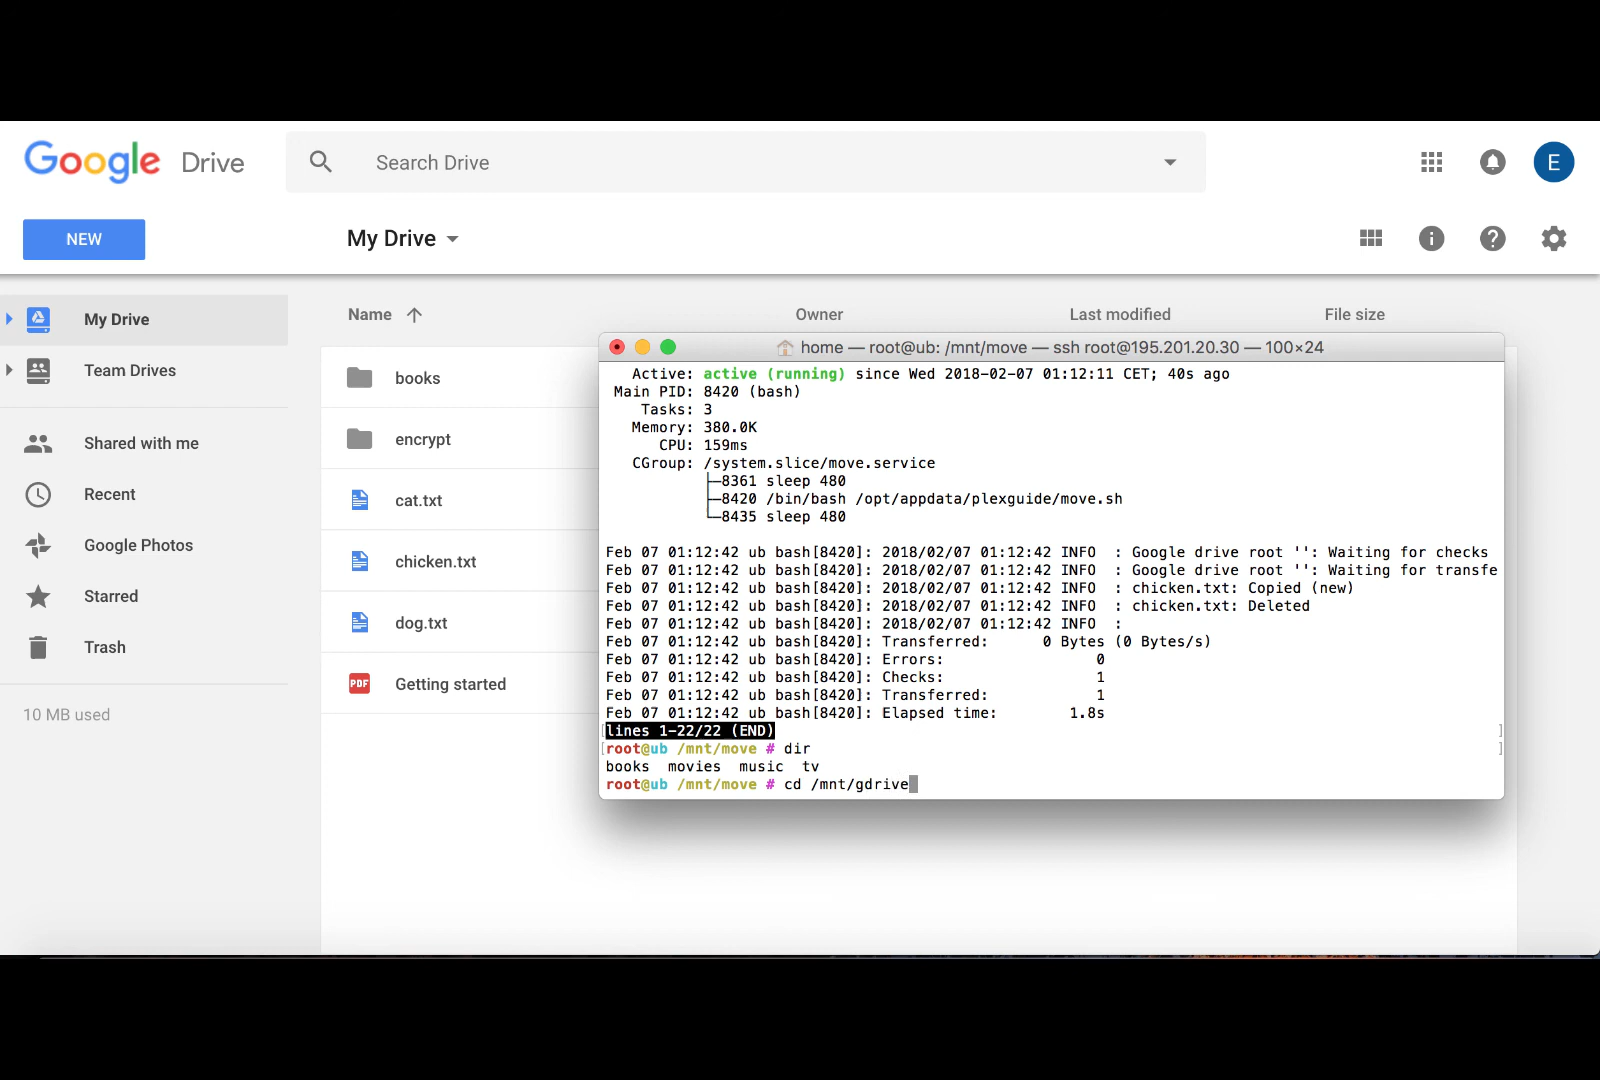 Google Drive
Search Drive
E
NEW
My Drive
My Drive
Team Drives
Shared with me
Recent
Google Photos
Starred
Trash
10 MB used
Name
Owner
Last modified
File size
books
encrypt
cat.txt
chicken.txt
dog.txt
PDF Getting started
home — root@ub: /mnt/move — ssh root@195.201.20.30 — 100×24
Active: active (running) since Wed 2018-02-07 01:12:11 CET; 40s ago
Main PID: 8420 (bash)
Tasks: 3
Memory: 380.0K
CPU: 159ms
CGroup: /system.slice/move.service
├─8361 sleep 480
├─8420 /bin/bash /opt/appdata/plexguide/move.sh
└─8435 sleep 480
Feb 07 01:12:42 ub bash[8420]: 2018/02/07 01:12:42 INFO  : Google drive root '': Waiting for checks
Feb 07 01:12:42 ub bash[8420]: 2018/02/07 01:12:42 INFO  : Google drive root '': Waiting for transfe
Feb 07 01:12:42 ub bash[8420]: 2018/02/07 01:12:42 INFO  : chicken.txt: Copied (new)
Feb 07 01:12:42 ub bash[8420]: 2018/02/07 01:12:42 INFO  : chicken.txt: Deleted
Feb 07 01:12:42 ub bash[8420]: 2018/02/07 01:12:42 INFO  :
Feb 07 01:12:42 ub bash[8420]: Transferred:      0 Bytes (0 Bytes/s)
Feb 07 01:12:42 ub bash[8420]: Errors:                 0
Feb 07 01:12:42 ub bash[8420]: Checks:                 1
Feb 07 01:12:42 ub bash[8420]: Transferred:            1
Feb 07 01:12:42 ub bash[8420]: Elapsed time:        1.8s
[lines 1-22/22 (END) ]
[root@ub /mnt/move # dir ]
books  movies  music  tv
root@ub /mnt/move # cd /mnt/gdrive